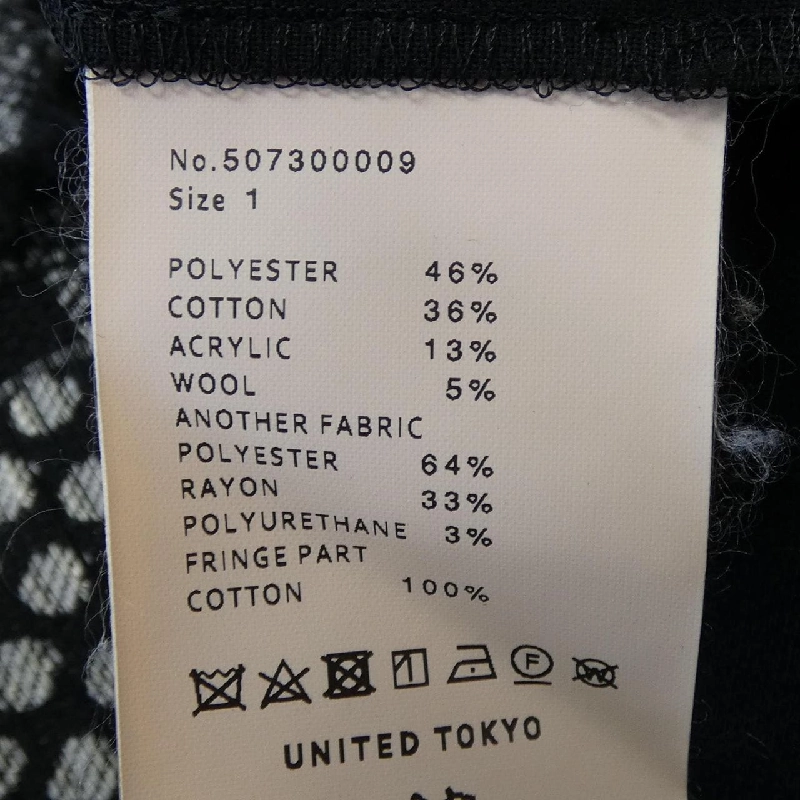 No.507300009
Size 1
POLYESTER 46%
COTTON 36%
ACRYLIC 13%
WOOL 5%
ANOTHER FABRIC
POLYESTER 64%
RAYON 33%
POLYURETHANE 3%
FRINGE PART
COTTON 100%
F W
UNITED TOKYO